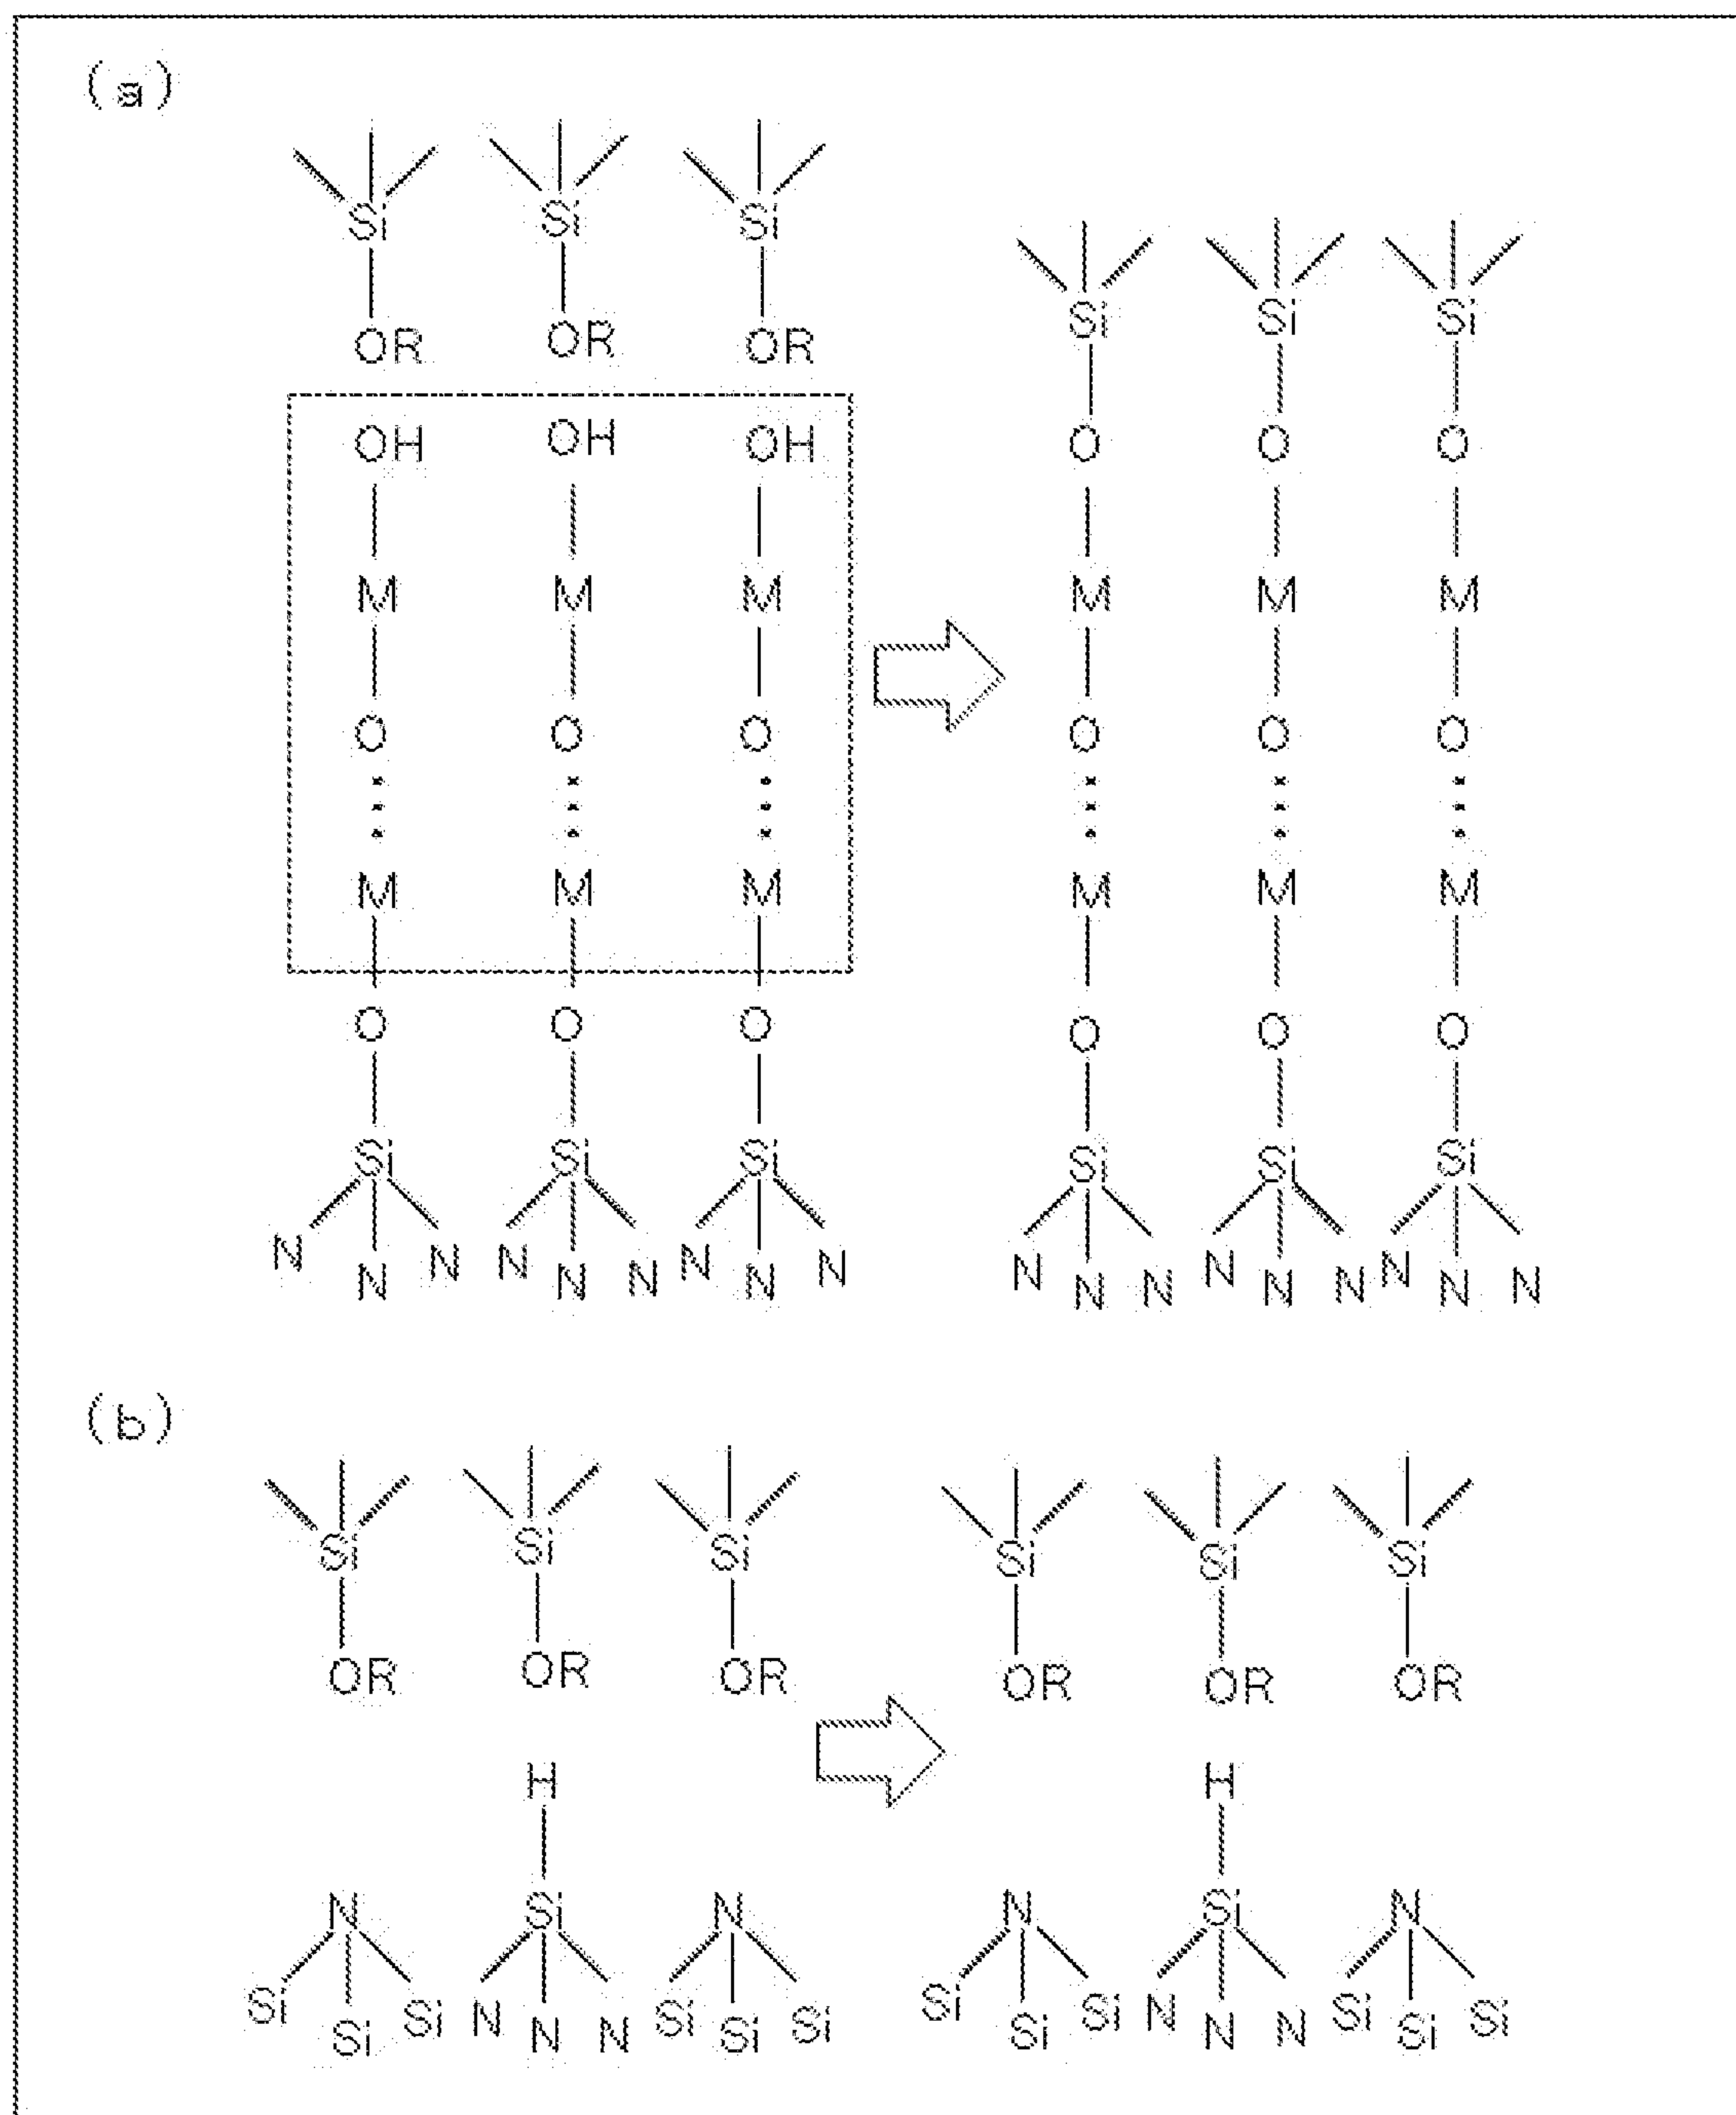 (a)
Si Si Si
Si Si Si
OR OR OR
OH OH OH
O O O
M M M M M M
O O O O O O
M M M M M M
O O O O O O
Si Si Si Si Si Si
N N N N N N N N N N N N N N N N N N
(b)
Si Si Si Si Si Si
OR OR OR OR OR OR
H H
N Si N N Si N
Si Si Si N N N Si Si Si Si Si Si N N N Si Si Si